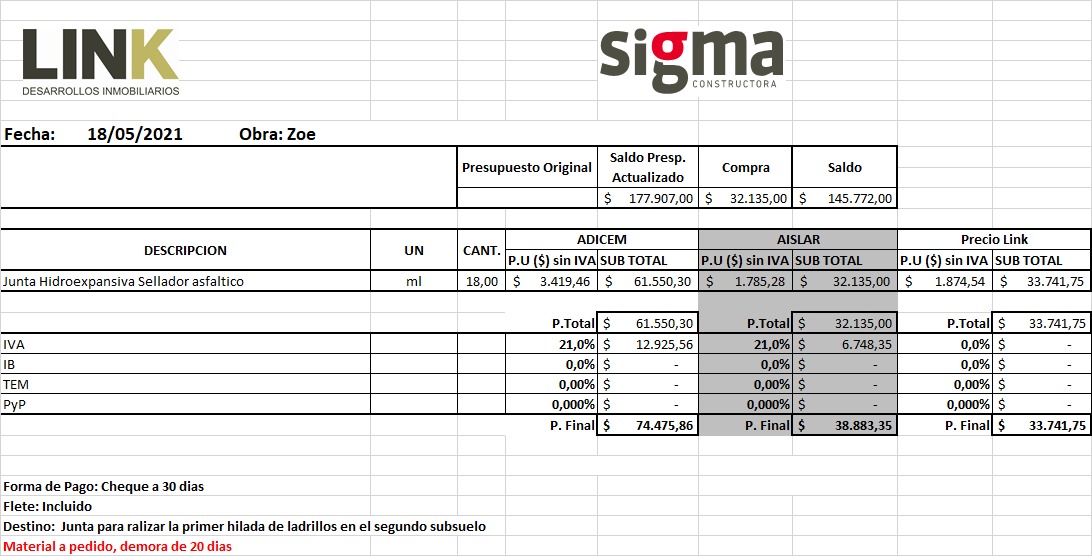 LINK
DESARROLLOS INMOBILIARIOS
sigma
CONSTRUCTORA
Fecha: 18/05/2021 Obra: Zoe
Presupuesto Original Saldo Presp. Actualizado Compra Saldo
$ 177.907,00 $ 32.135,00 $ 145.772,00
DESCRIPCION UN CANT. ADICEM AISLAR Precio Link
P.U ($) sin IVA SUB TOTAL P.U ($) sin IVA SUB TOTAL P.U ($) sin IVA SUB TOTAL
Junta Hidroexpansiva Sellador asfaltico ml 18,00 $ 3.419,46 $ 61.550,30 $ 1.785,28 $ 32.135,00 $ 1.874,54 $ 33.741,75
P.Total $ 61.550,30 P.Total $ 32.135,00 P.Total $ 33.741,75
IVA 21,0% $ 12.925,56 21,0% $ 6.748,35 0,0% $ -
IB 0,0% $ - 0,0% $ - 0,0% $ -
TEM 0,00% $ - 0,00% $ - 0,00% $ -
PyP 0,000% $ - 0,000% $ - 0,000% $ -
P. Final $ 74.475,86 P. Final $ 38.883,35 P. Final $ 33.741,75
Forma de Pago: Cheque a 30 dias
Flete: Incluido
Destino: Junta para ralizar la primer hilada de ladrillos en el segundo subsuelo
Material a pedido, demora de 20 dias